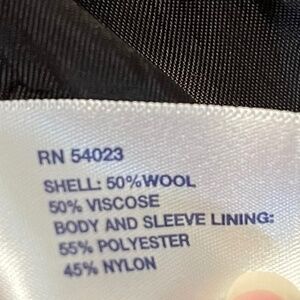 RN 54023
SHELL: 50%WOOL
50% VISCOSE
BODY AND SLEEVE LINING:
55% POLYESTER
45% NYLON